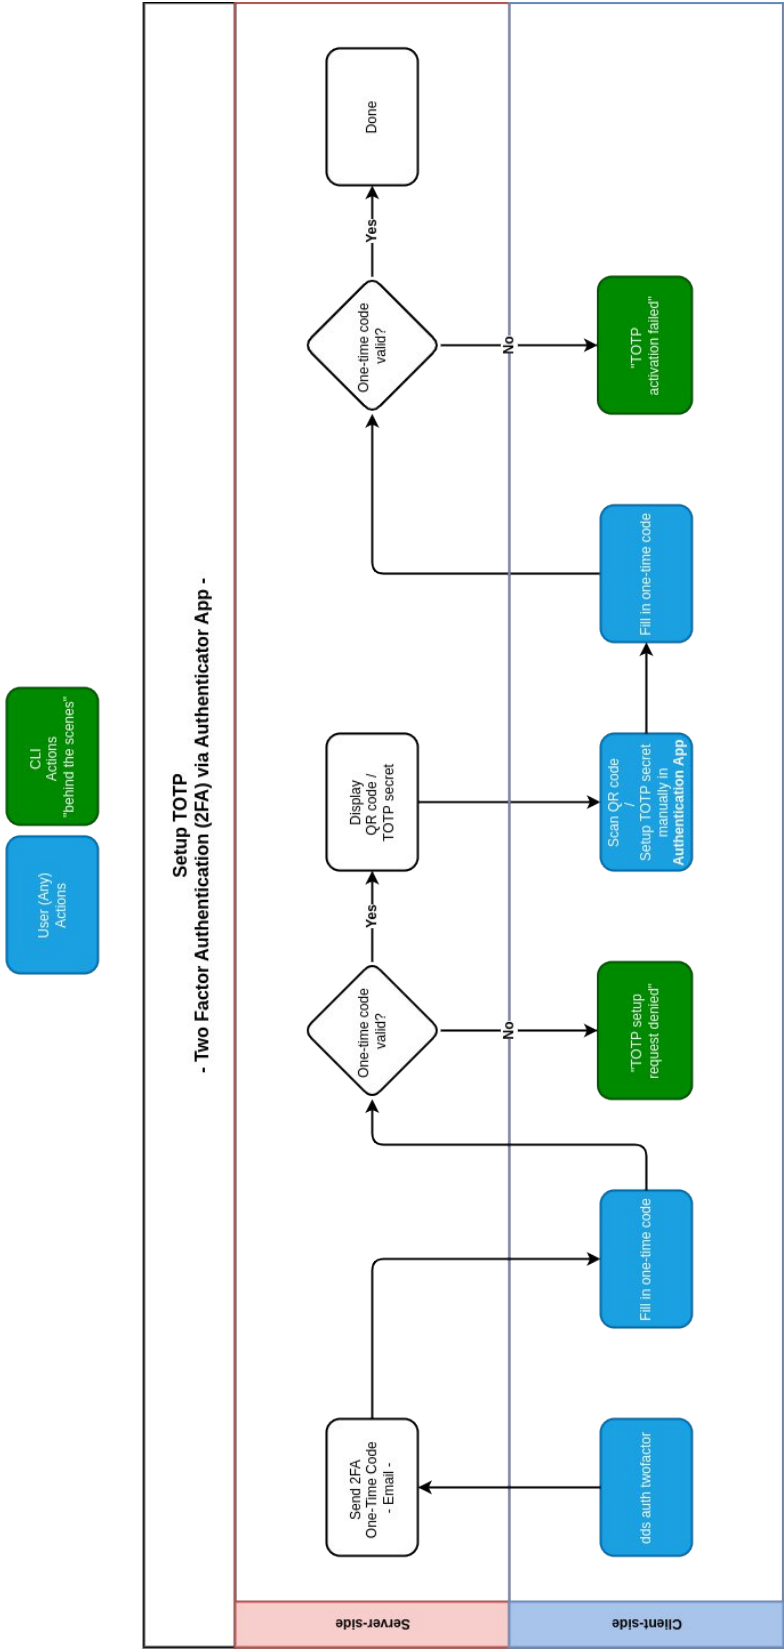 User (Any)
Actions
CLI
Actions
"behind the scenes"
Setup TOTP
- Two Factor Authentication (2FA) via Authenticator App -
Server-side
Send 2FA
One-Time Code
- Email -
One-time code
valid?
Yes
Display
QR code /
TOTP secret
One-time code
valid?
Yes
Done
No
No
Client-side
dds auth twofactor
Fill in one-time code
"TOTP setup
request denied"
Scan QR code
/
Setup TOTP secret
manually in
Authentication App
Fill in one-time code
"TOTP
activation failed"